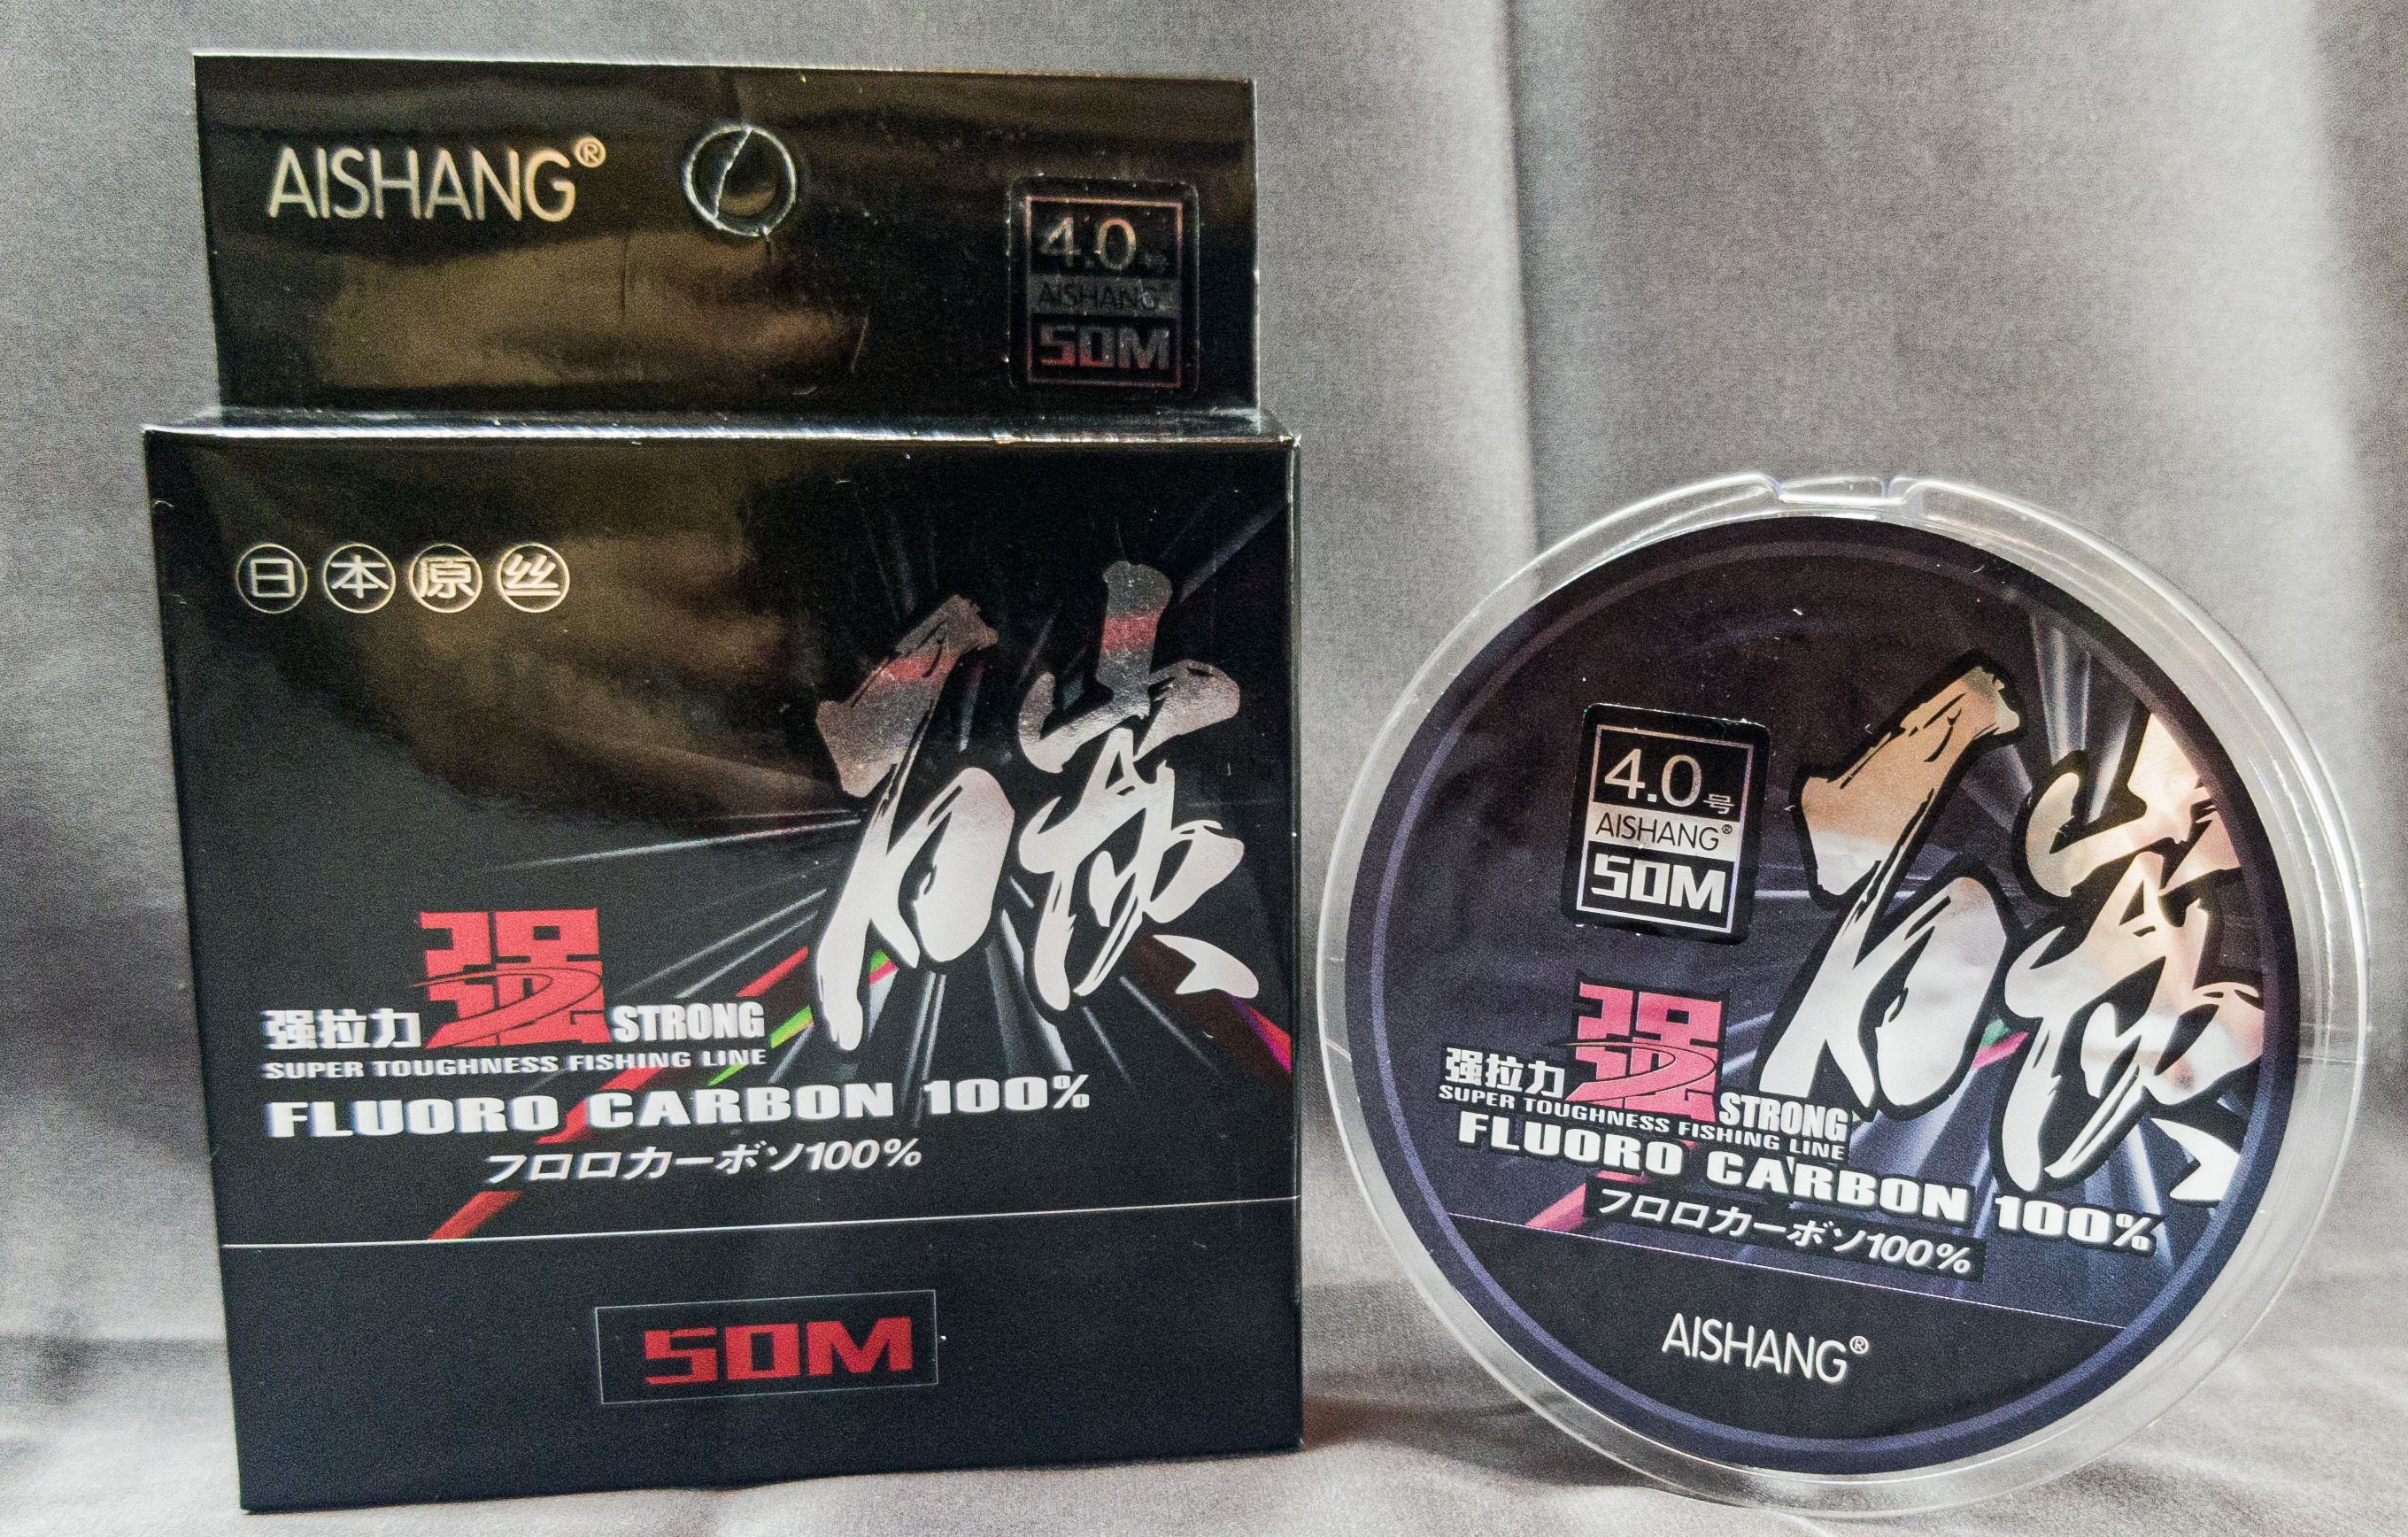 AISHANG®
4.0号
AISHANG®
50M
日本原丝
碳
强拉力 强 STRONG
SUPER TOUGHNESS FISHING LINE
FLUORO CARBON 100%
フロロカーボソ100%
50M
4.0号
AISHANG®
50M
碳
强拉力 强 STRONG
SUPER TOUGHNESS FISHING LINE
FLUORO CARBON 100%
フロロカーボソ100%
AISHANG®